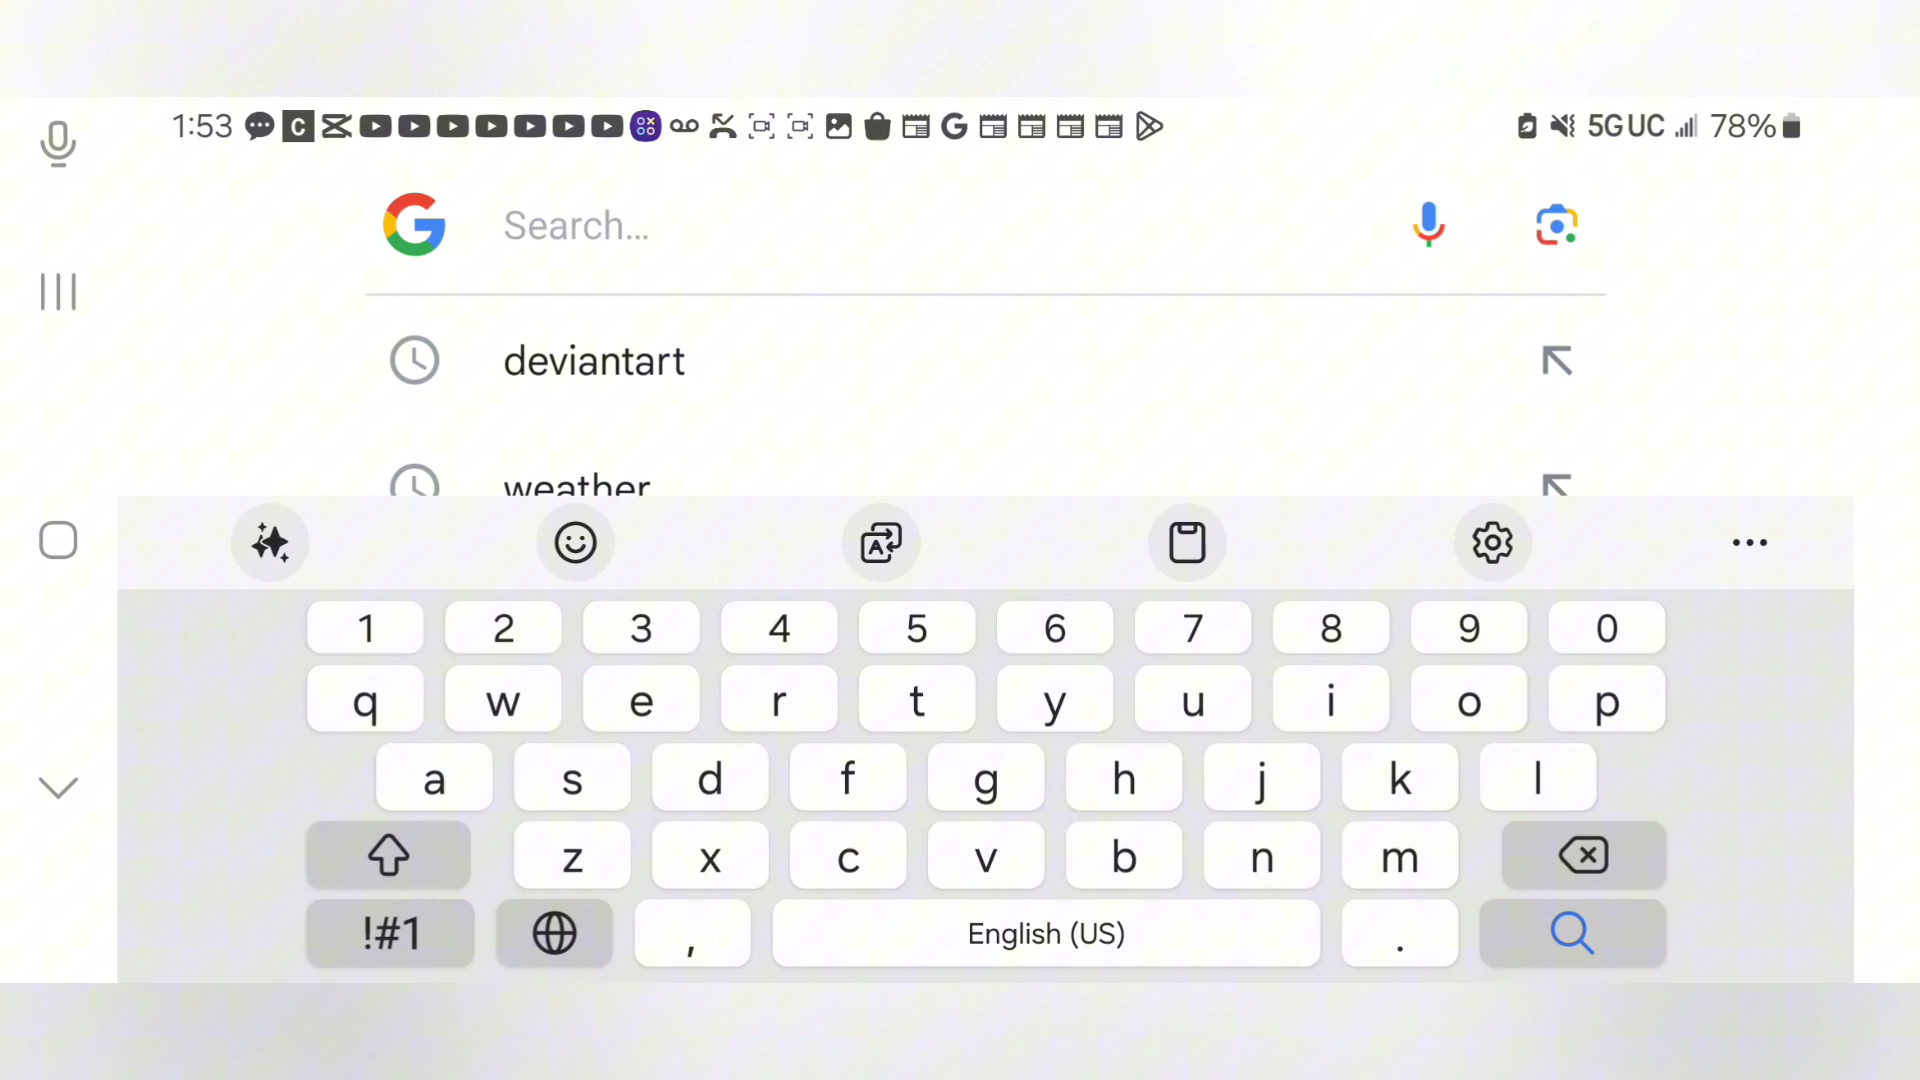 1:53 5G UC 78%
Search...
deviantart
weather
1 2 3 4 5 6 7 8 9 0
q w e r t y u i o p
a s d f g h j k l
z x c v b n m
!#1 , English (US) .